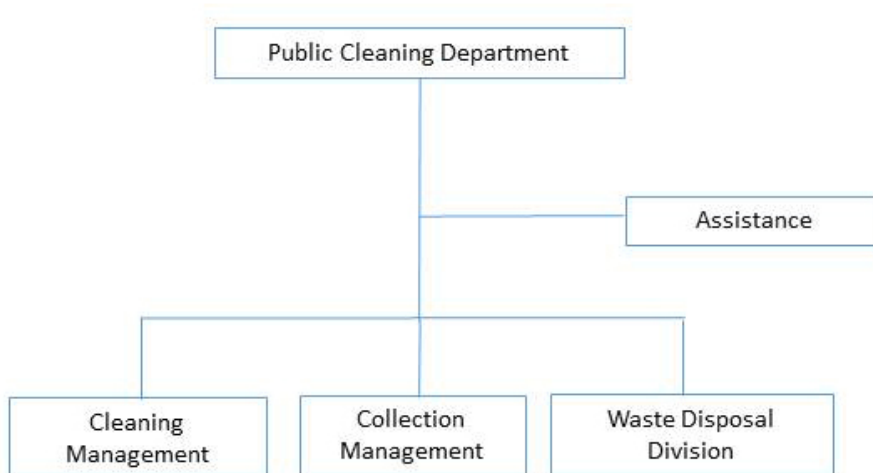 Public Cleaning Department
Assistance
Cleaning
Management
Collection
Management
Waste Disposal
Division